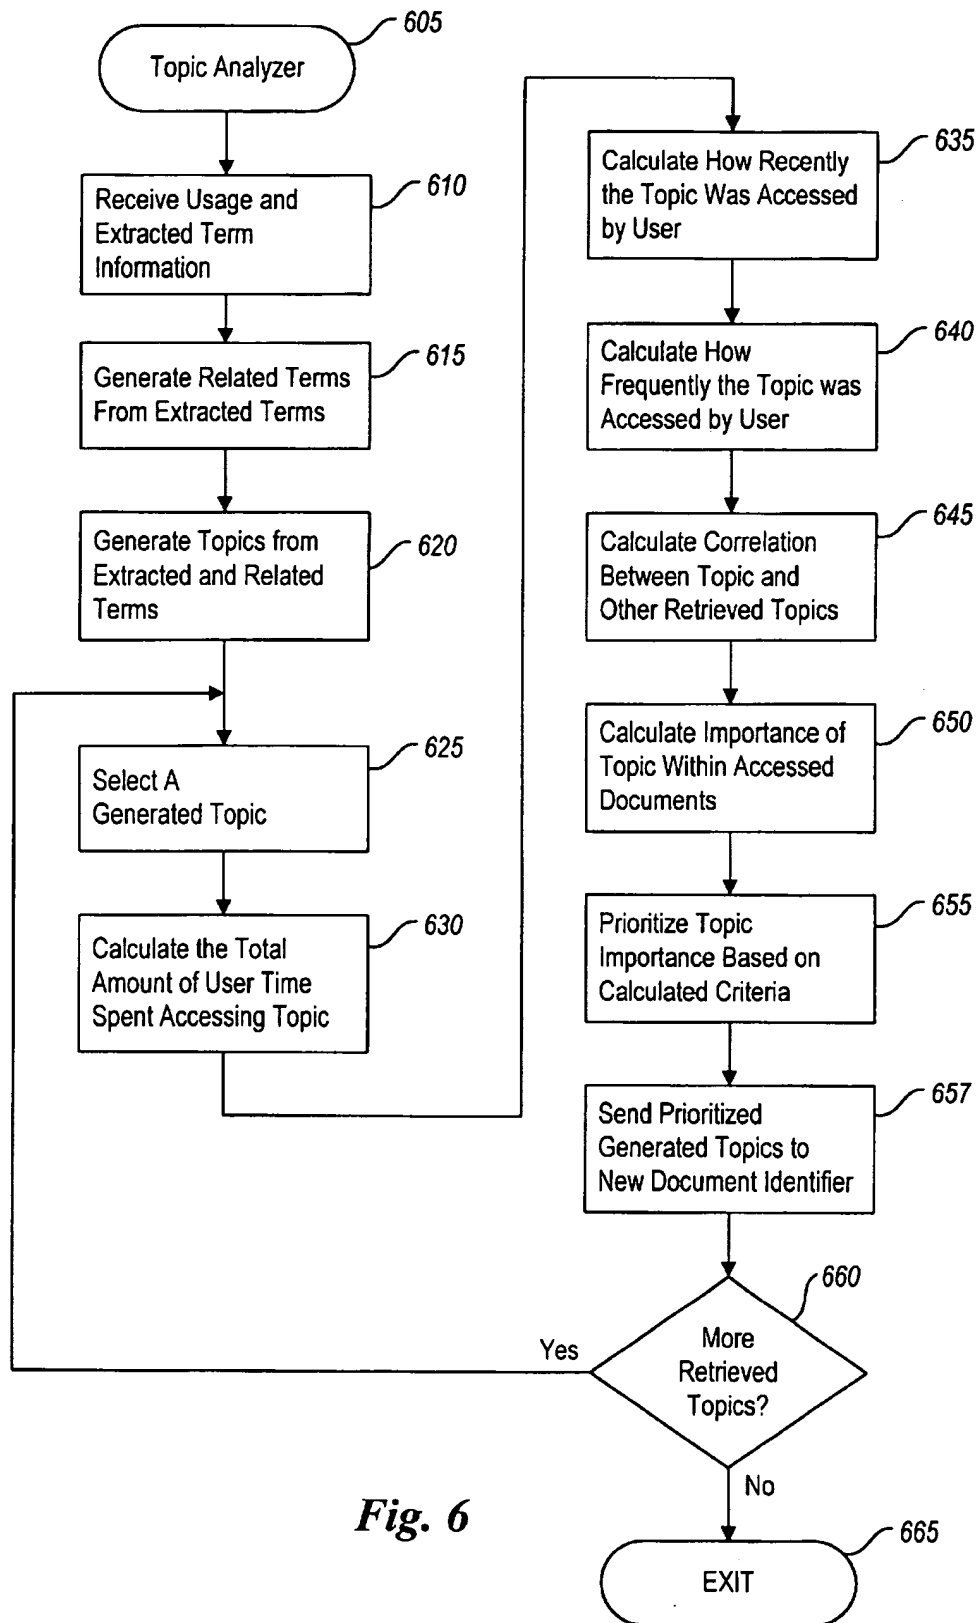 605
Topic Analyzer
610
Receive Usage and
Extracted Term
Information
615
Generate Related Terms
From Extracted Terms
620
Generate Topics from
Extracted and Related
Terms
625
Select A
Generated Topic
630
Calculate the Total
Amount of User Time
Spent Accessing Topic
635
Calculate How Recently
the Topic Was Accessed
by User
640
Calculate How
Frequently the Topic was
Accessed by User
645
Calculate Correlation
Between Topic and
Other Retrieved Topics
650
Calculate Importance of
Topic Within Accessed
Documents
655
Prioritize Topic
Importance Based on
Calculated Criteria
657
Send Prioritized
Generated Topics to
New Document Identifier
660
More
Retrieved
Topics?
Yes
No
665
EXIT
Fig. 6